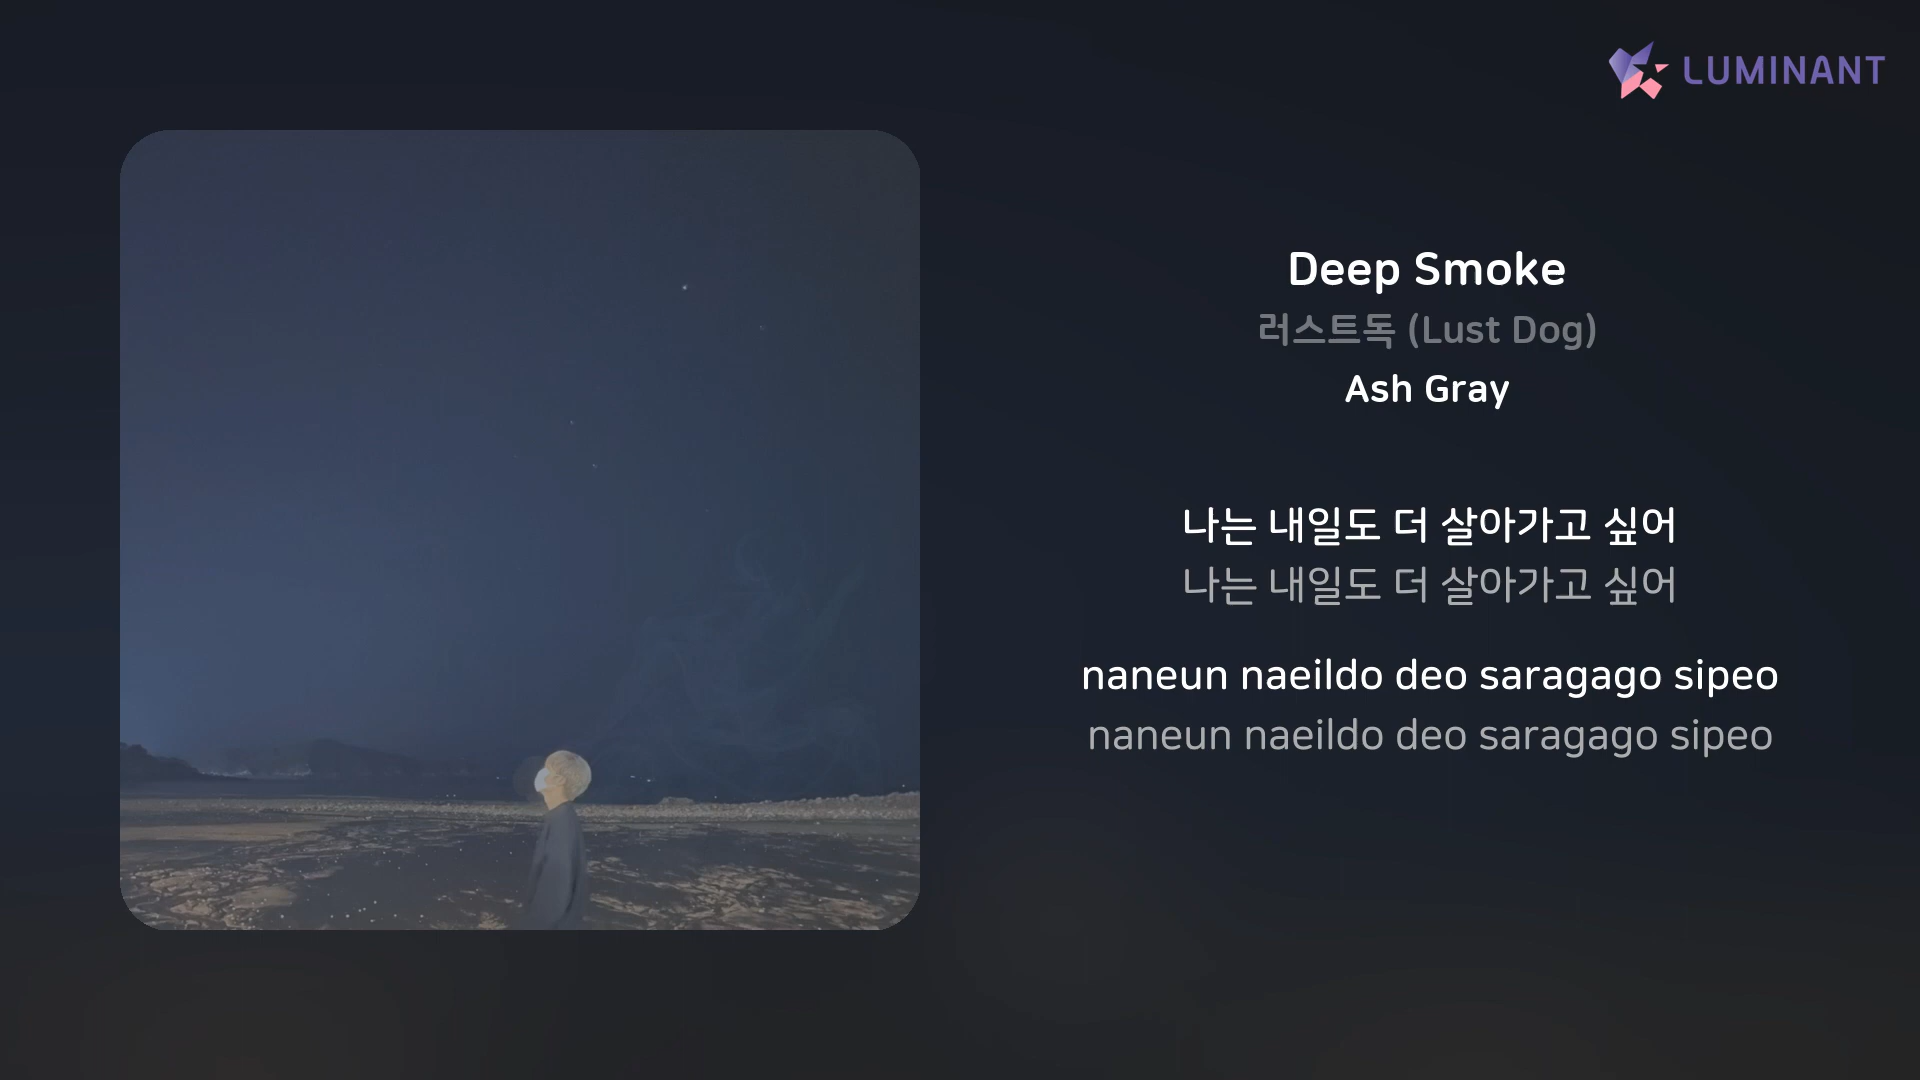 LUMINANT
Deep Smoke
러스트독 (Lust Dog)
Ash Gray
나는 내일도 더 살아가고 싶어
나는 내일도 더 살아가고 싶어
naneun naeildo deo saragago sipeo
naneun naeildo deo saragago sipeo